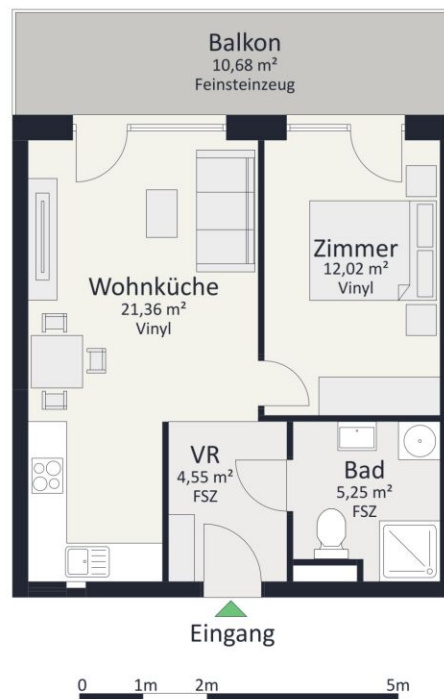 Balkon
10,68 m²
Feinsteinzeug
Zimmer
12,02 m²
Vinyl
Wohnküche
21,36 m²
Vinyl
VR
4,55 m²
FSZ
Bad
5,25 m²
FSZ
Eingang
0 1m 2m 5m